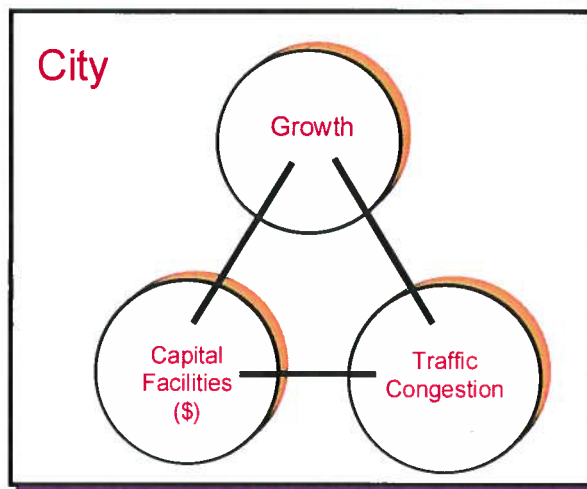 City
Growth
Capital
Facilities
($)
Traffic
Congestion